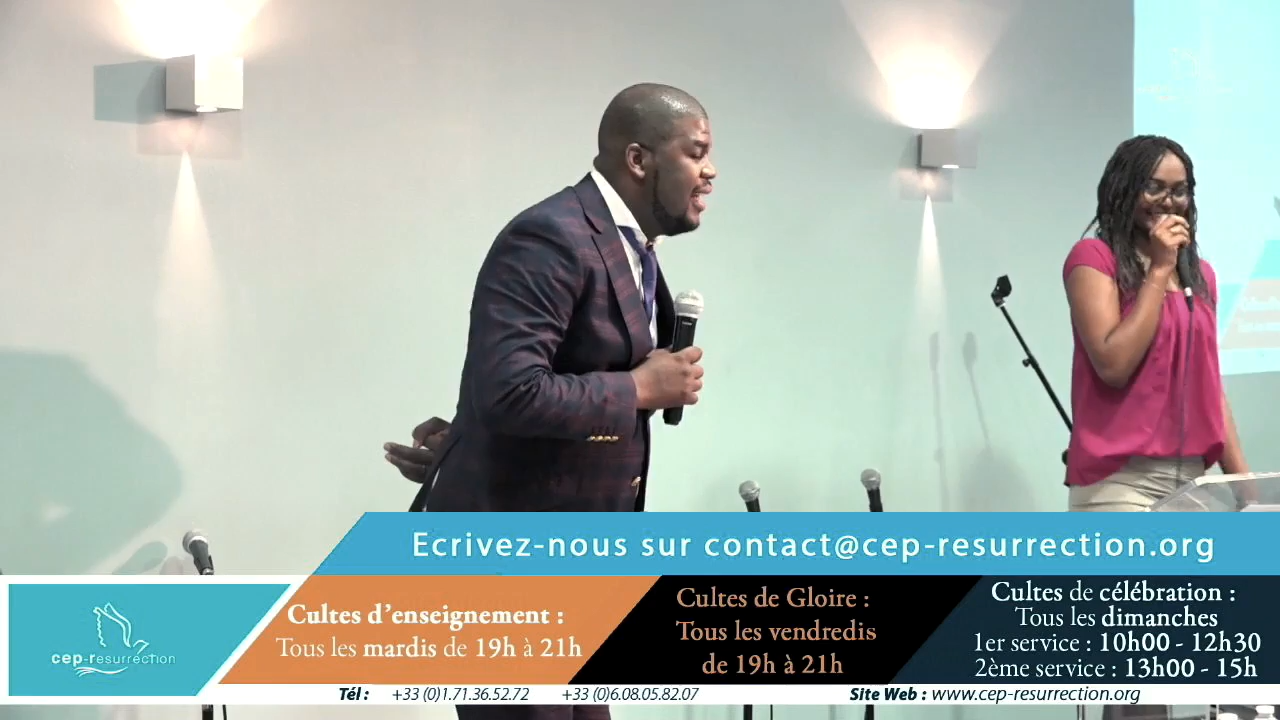 Ecrivez-nous sur contact@cep-resurrection.org
cep-resurrection
Cultes d'enseignement :
Tous les mardis de 19h à 21h
Cultes de Gloire :
Tous les vendredis
de 19h à 21h
Cultes de célébration :
Tous les dimanches
1er service : 10h00 - 12h30
2ème service : 13h00 - 15h
Tél : +33 (0)1.71.36.52.72 +33 (0)6.08.05.82.07 Site Web : www.cep-resurrection.org